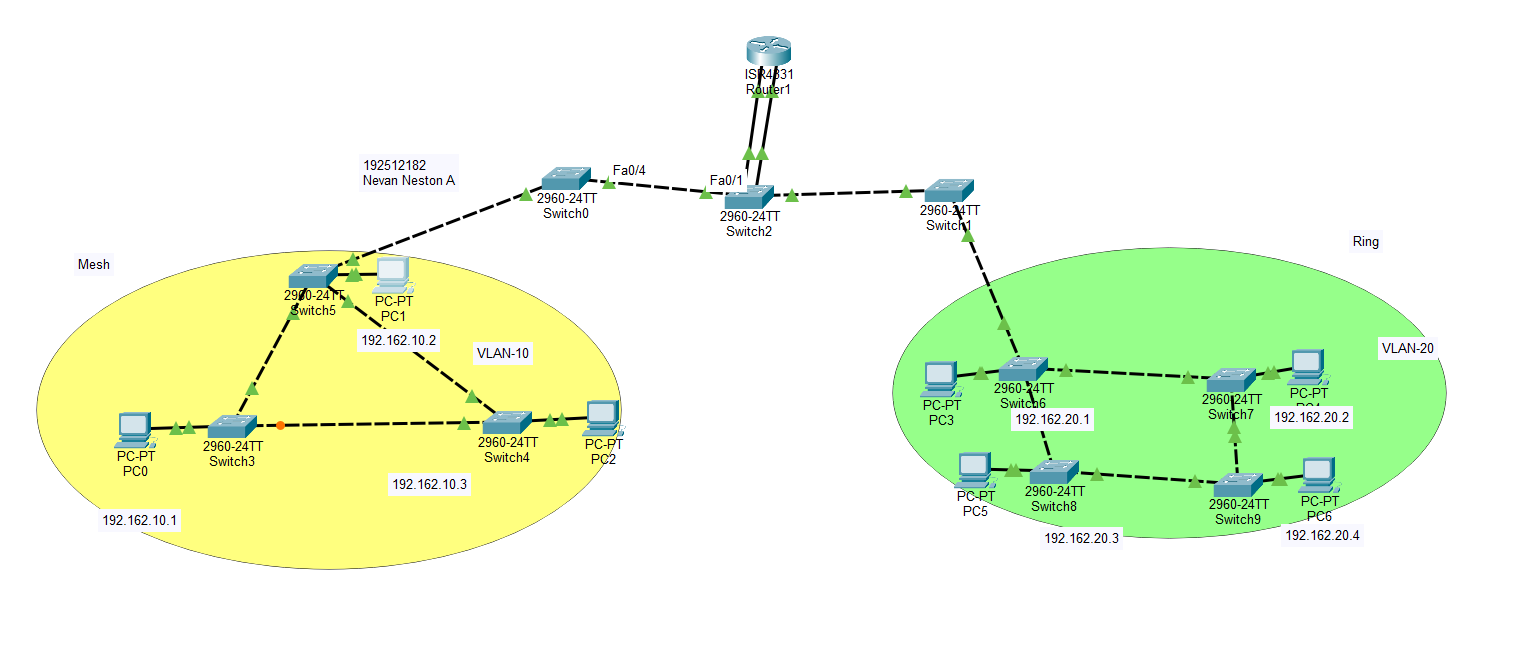 ISR4331
Router1
192512182
Nevan Neston A
Fa0/4
Fa0/1
2960-24TT
Switch0
2960-24TT
Switch2
2960-24TT
Switch1
Mesh
Ring
2960-24TT
Switch5
PC-PT
PC1
192.162.10.2
VLAN-10
VLAN-20
2960-24TT
Switch6
PC-PT
PC3
192.162.20.1
2960-24TT
Switch7
PC-PT
192.162.20.2
PC-PT
PC0
2960-24TT
Switch3
2960-24TT
Switch4
PC-PT
PC2
192.162.10.3
192.162.10.1
PC-PT
PC5
2960-24TT
Switch8
2960-24TT
Switch9
PC-PT
PC6
192.162.20.3
192.162.20.4